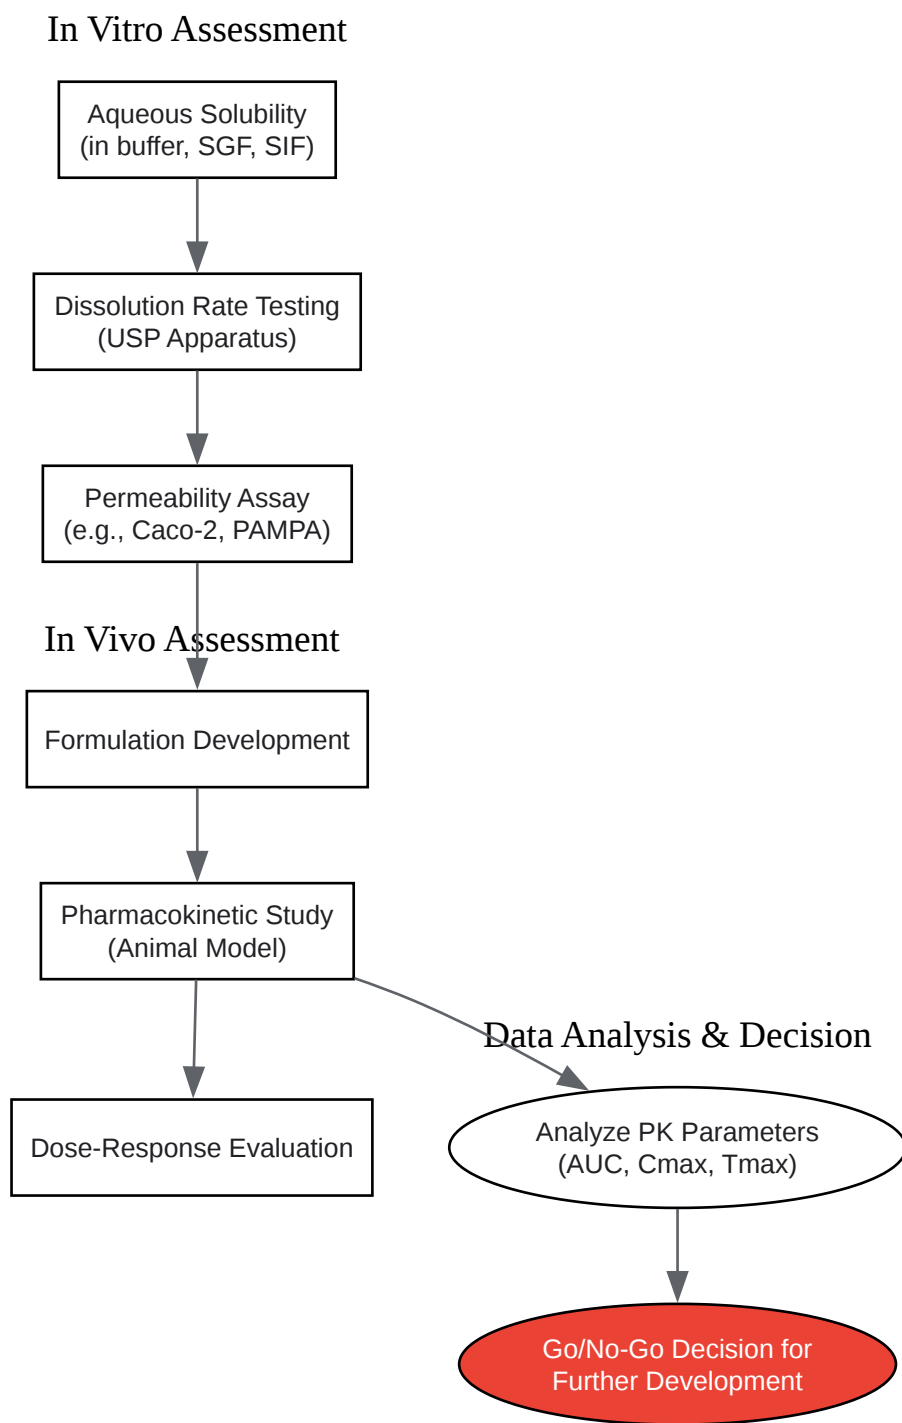 In Vitro Assessment
Aqueous Solubility
(in buffer, SGF, SIF)
Dissolution Rate Testing
(USP Apparatus)
Permeability Assay
(e.g., Caco-2, PAMPA)
In Vivo Assessment
Formulation Development
Pharmacokinetic Study
(Animal Model)
Data Analysis & Decision
Dose-Response Evaluation
Analyze PK Parameters
(AUC, Cmax, Tmax)
Go/No-Go Decision for
Further Development